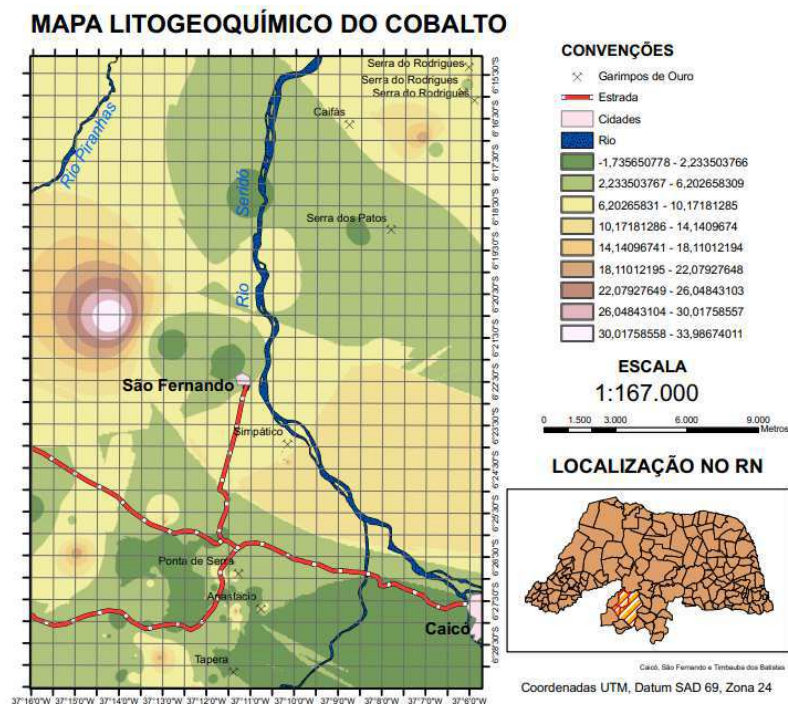 MAPA LITOGEOQUÍMICO DO COBALTO
Serra do Rodrigues
Serra do Rodrigues
Serra do Rodrigues
Caifás
Rio Piranhas
Seridó
Serra dos Patos
Rio
São Fernando
Simpático
Ponta de Serra
Anastacio
Caicó
Tapera
6°15'30"S
6°16'30"S
6°17'30"S
6°18'30"S
6°19'30"S
6°20'30"S
6°21'30"S
6°22'30"S
6°23'30"S
6°24'30"S
6°25'30"S
6°26'30"S
6°27'30"S
6°28'30"S
37°16'0"W 37°15'0"W 37°14'0"W 37°13'0"W 37°12'0"W 37°11'0"W 37°10'0"W 37°9'0"W 37°8'0"W 37°7'0"W 37°6'0"W
CONVENÇÕES
Garimpos de Ouro
Estrada
Cidades
Rio
-1,735650778 - 2,233503766
2,233503767 - 6,202658309
6,20265831 - 10,17181285
10,17181286 - 14,1409674
14,14096741 - 18,11012194
18,11012195 - 22,07927648
22,07927649 - 26,04843103
26,04843104 - 30,01758557
30,01758558 - 33,98674011
ESCALA
1:167.000
0 1.500 3.000 6.000 9.000
Metros
LOCALIZAÇÃO NO RN
Caicó, São Fernando e Timbauba dos Batistas
Coordenadas UTM, Datum SAD 69, Zona 24